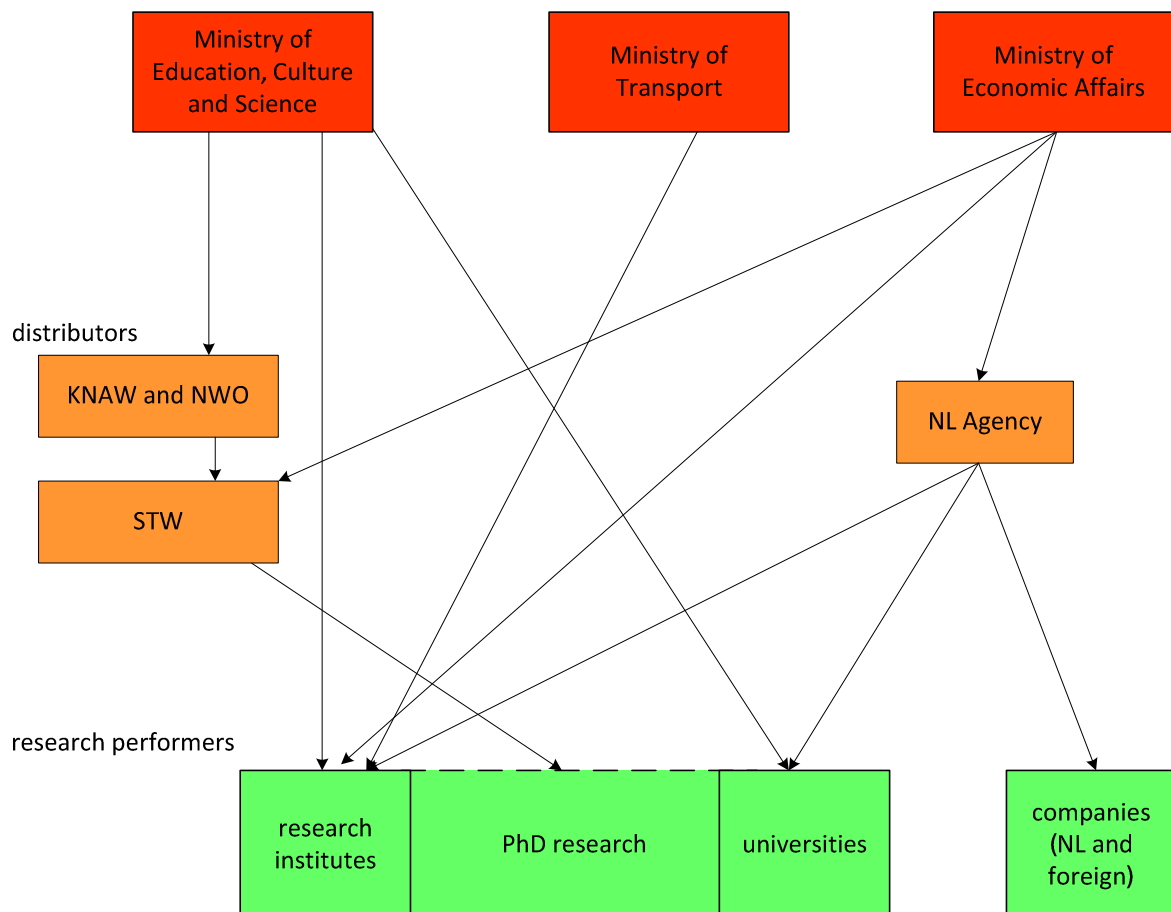 Ministry of
Education, Culture
and Science
Ministry of
Transport
Ministry of
Economic Affairs
distributors
KNAW and NWO
NL Agency
STW
research performers
research
institutes
PhD research
universities
companies
(NL and
foreign)